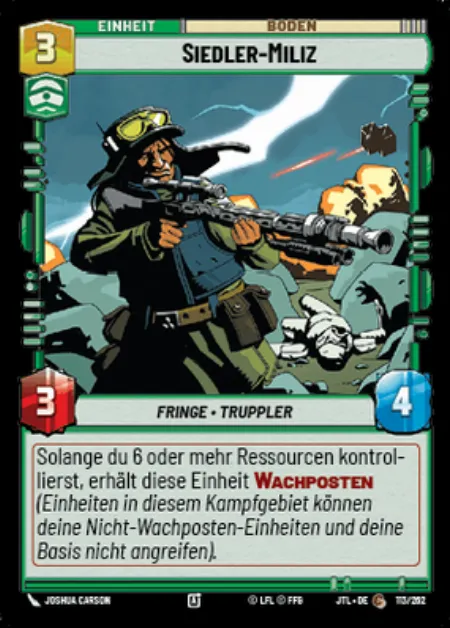 EINHEIT
BODEN
3
SIEDLER-MILIZ
3
FRINGE • TRUPPLER
4
Solange du 6 oder mehr Ressourcen kontrol-
lierst, erhält diese Einheit WACHPOSTEN
(Einheiten in diesem Kampfgebiet können
deine Nicht-Wachposten-Einheiten und deine
Basis nicht angreifen).
JOSHUA CARSON
A
© LFL © FFG
JTL • DE
C
113/262